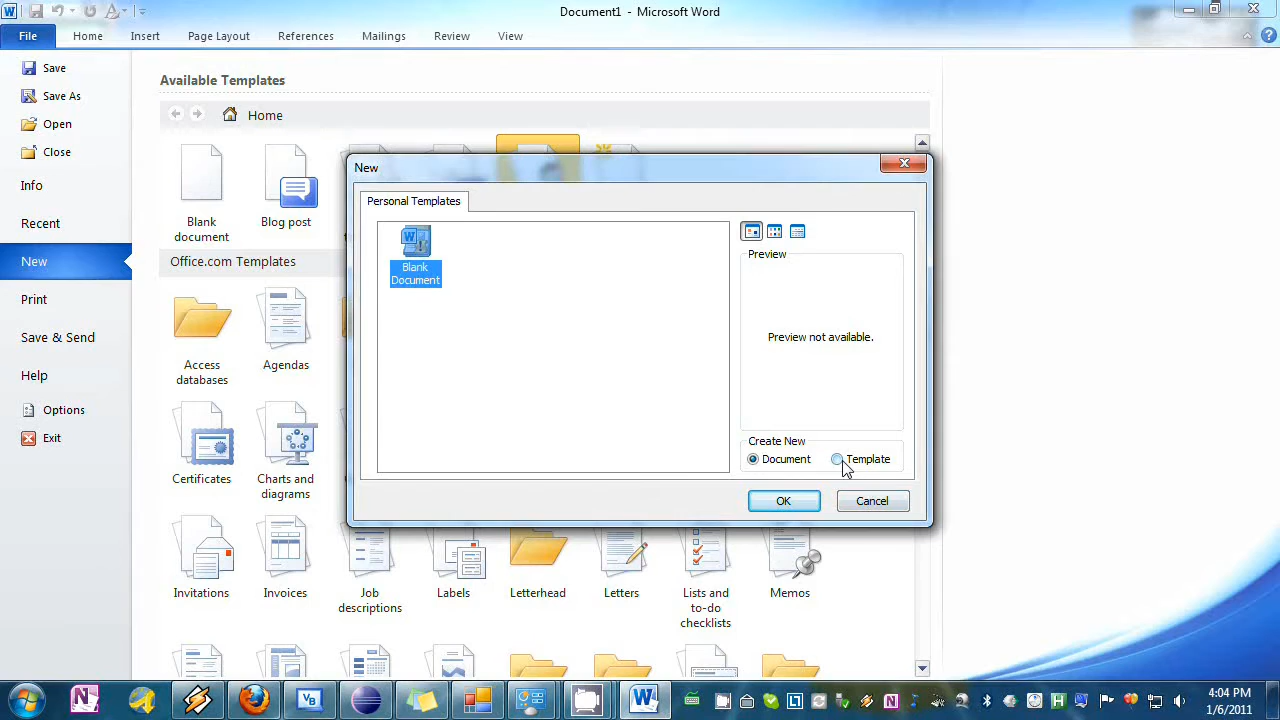 Document1 - Microsoft Word
File Home Insert Page Layout References Mailings Review View
Save
Save As
Open
Close
Info
Recent
New
Print
Save & Send
Help
Options
Exit
Available Templates
Home
Blank
document
Blog post
Office.com Templates
Access
databases
Agendas
Certificates
Charts and
diagrams
Invitations
Invoices
Job
descriptions
Labels
Letterhead
Letters
Lists and
to-do
checklists
Memos
New
Personal Templates
Blank
Document
Preview
Preview not available.
Create New
Document Template
OK Cancel
4:04 PM
1/6/2011